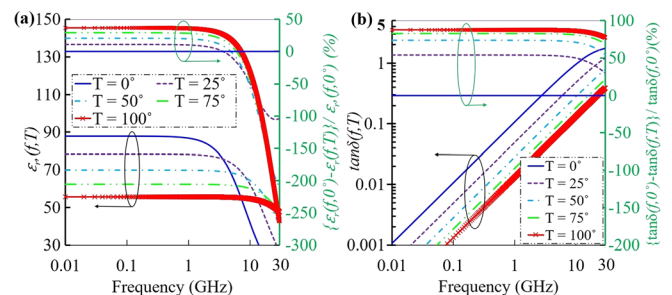 (a)
150
130
110
90
70
50
30
εr(f,T)
T = 0°
T = 25°
T = 50°
T = 75°
T = 100°
50
0
-50
-100
-150
-200
-250
-300
{εr(f,0°)-εr(f,T)}/ εr(f,0°) (%)
0.01
0.1
1
10
30
Frequency (GHz)
(b)
5
1
0.1
0.01
0.001
tanδ(f,T)
T = 0°
T = 25°
T = 50°
T = 75°
T = 100°
100
50
0
-50
-100
-150
-200
{tanδ(f,0°)-tanδ(f,T)}/ tanδ(f,0°)(%)
0.01
0.1
1
10
30
Frequency (GHz)